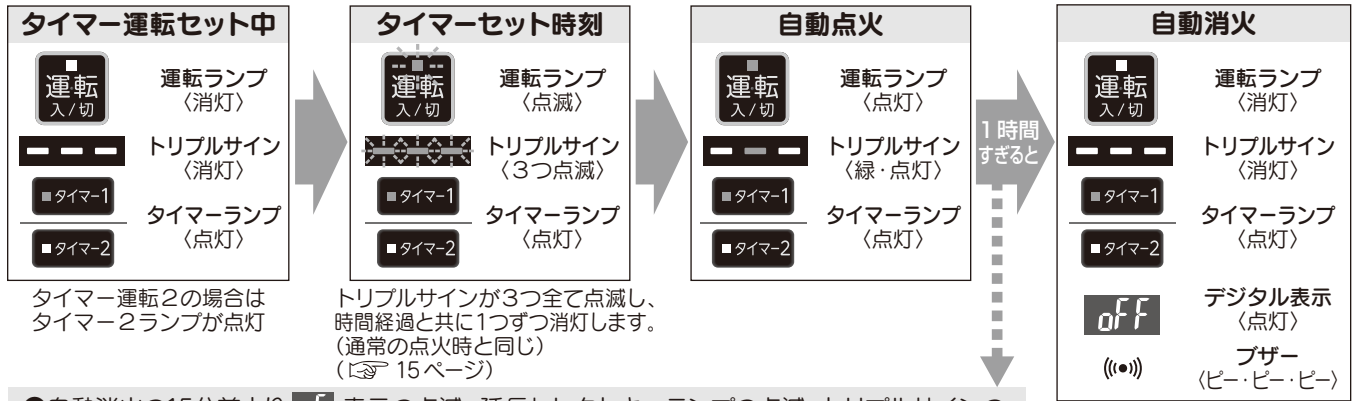 タイマー運転セット中
運転
入/切
運転ランプ
〈消灯〉
トリプルサイン
〈消灯〉
タイマー1
タイマー2
タイマーランプ
〈点灯〉
タイマー運転2の場合は
タイマー2ランプが点灯
タイマーセット時刻
運転
入/切
運転ランプ
〈点滅〉
トリプルサイン
〈3つ点滅〉
タイマー1
タイマー2
タイマーランプ
〈点灯〉
トリプルサインが3つ全て点滅し、
時間経過と共に1つずつ消灯します。
(通常の点火時と同じ)
(☞ 15ページ)
自動点火
運転
入/切
運転ランプ
〈点灯〉
トリプルサイン
〈緑・点灯〉
タイマー1
タイマー2
タイマーランプ
〈点灯〉
1時間
すぎると
自動消火
運転
入/切
運転ランプ
〈消灯〉
トリプルサイン
〈消灯〉
タイマー1
タイマー2
タイマーランプ
〈点灯〉
oFF
デジタル表示
〈点灯〉
ブザー
〈ピー・ピー・ピー〉